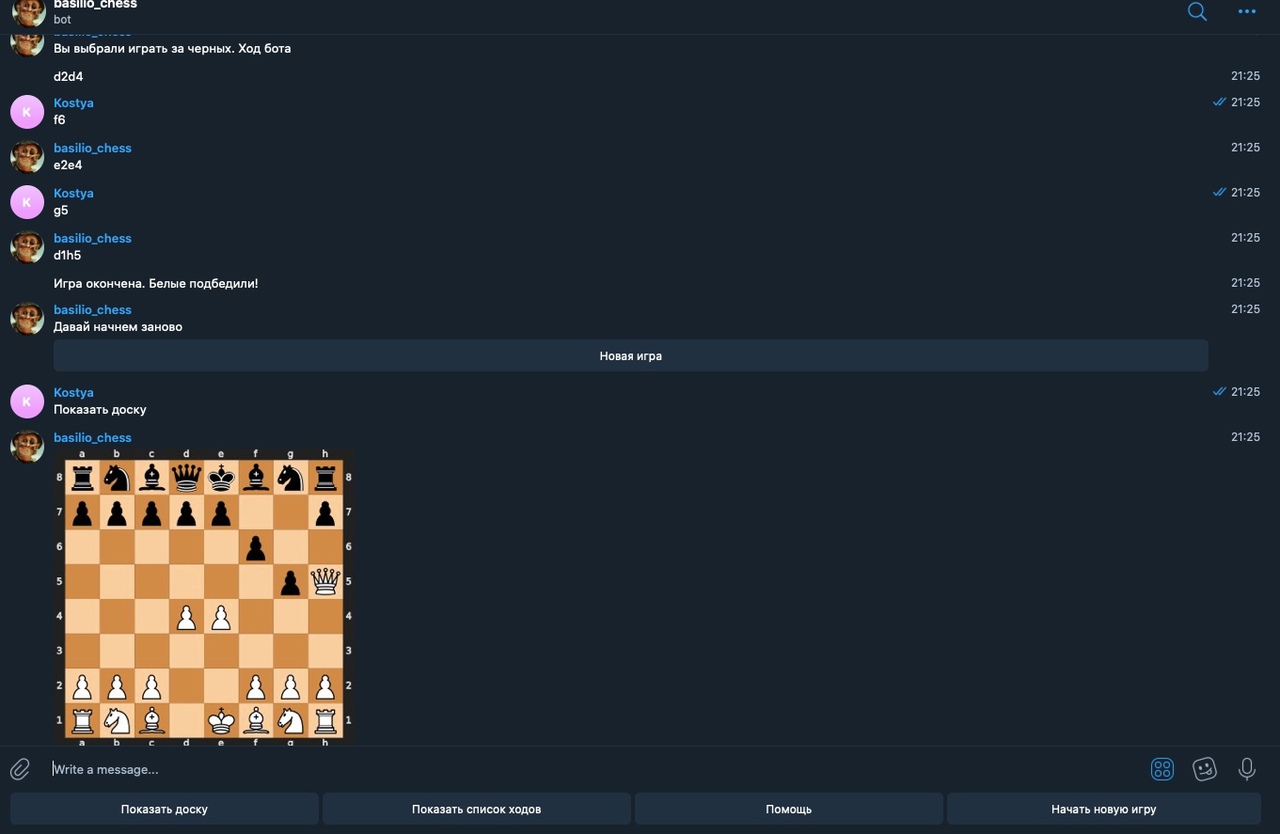 basilio_chess
bot
basilio_chess
Вы выбрали играть за черных. Ход бота
d2d4
21:25
Kostya
21:25
f6
basilio_chess
21:25
e2e4
Kostya
21:25
g5
basilio_chess
21:25
d1h5
Игра окончена. Белые подбедили!
21:25
basilio_chess
21:25
Давай начнем заново
Новая игра
Kostya
21:25
Показать доску
basilio_chess
21:25
a b c d e f g h
8 8
7 7
6 6
5 5
4 4
3 3
2 2
1 1
a b c d e f g h
Write a message...
Показать доску
Показать список ходов
Помощь
Начать новую игру
K
K
K